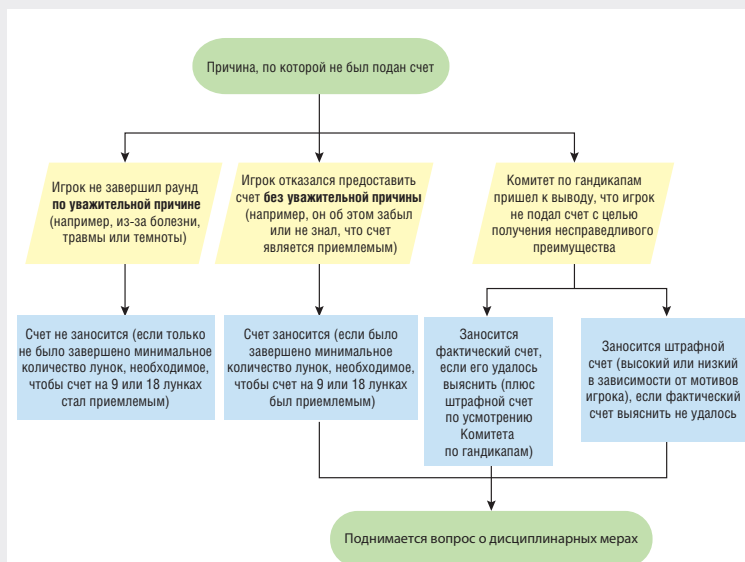 Причина, по которой не был подан счет
Игрок не завершил раунд
по уважительной причине
(например, из-за болезни,
травмы или темноты)
Игрок отказался предоставить
счет без уважительной причины
(например, он об этом забыл
или не знал, что счет
является приемлемым)
Комитет по гандикапам
пришел к выводу, что игрок
не подал счет с целью
получения несправедливого
преимущества
Счет не заносится (если только
не было завершено минимальное
количество лунок, необходимое,
чтобы счет на 9 или 18 лунках
стал приемлемым)
Счет заносится (если было
завершено минимальное
количество лунок, необходимое,
чтобы счет на 9 или 18 лунках
был приемлемым)
Заносится
фактический счет,
если его удалось
выяснить (плюс
штрафной счет
по усмотрению
Комитета
по гандикапам)
Заносится штрафной
счет (высокий или низкий
в зависимости от мотивов
игрока), если фактический
счет выяснить не удалось
Поднимается вопрос о дисциплинарных мерах